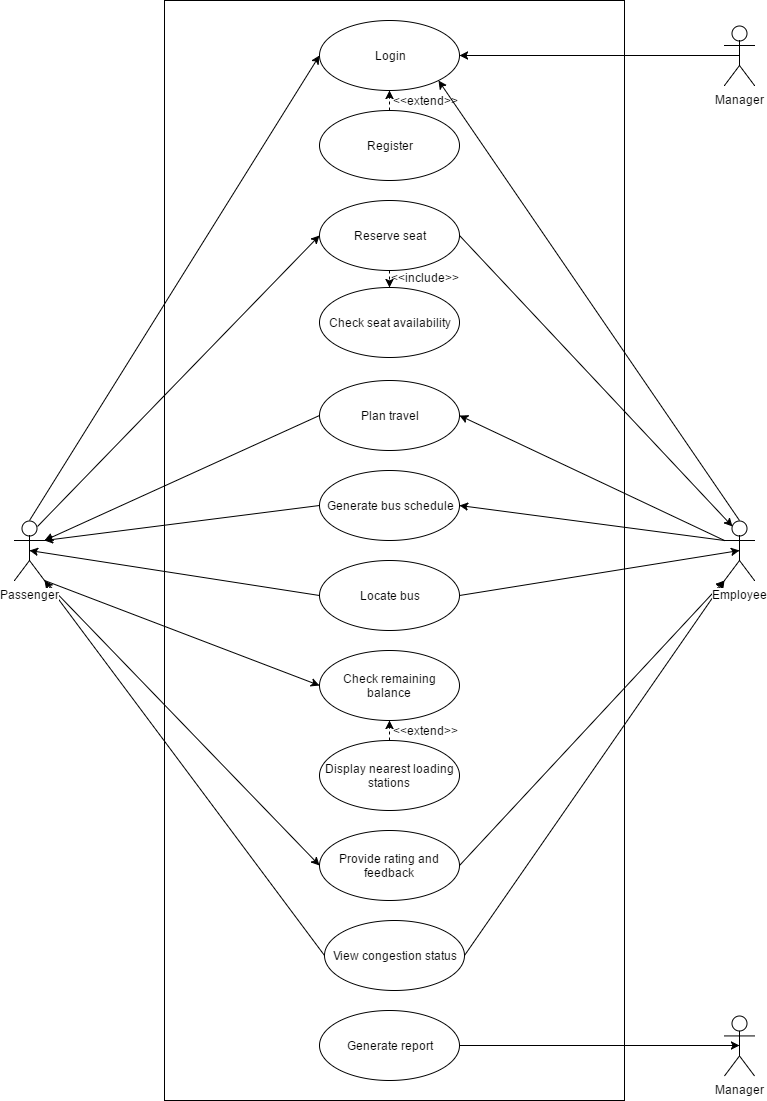 Login
Manager
<<extend>>
Register
Reserve seat
<<include>>
Check seat availability
Plan travel
Generate bus schedule
Passenger
Locate bus
Employee
Check remaining
balance
<<extend>>
Display nearest loading
stations
Provide rating and
feedback
View congestion status
Generate report
Manager